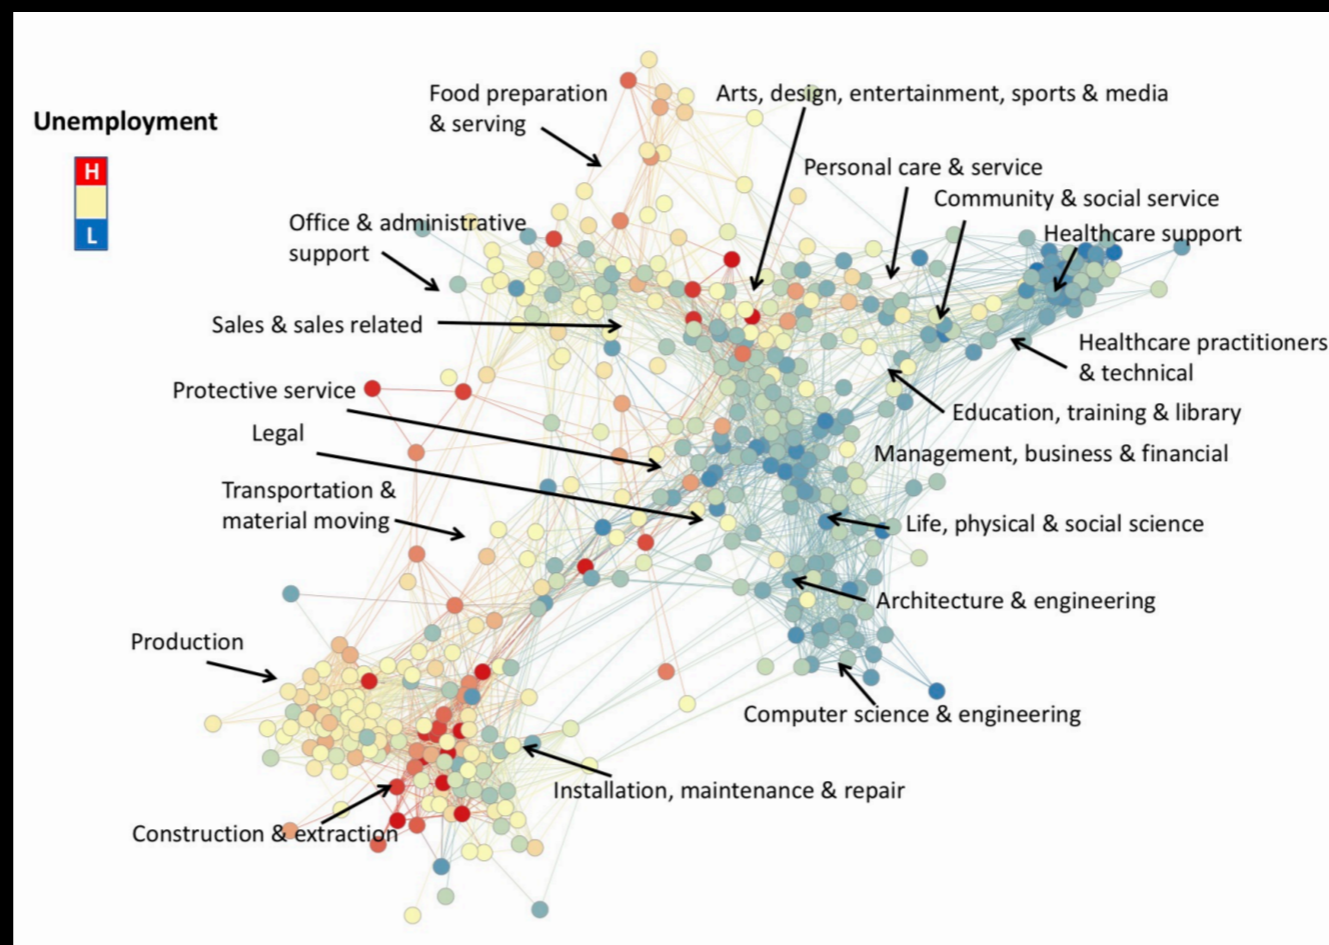 Unemployment
H
L
Food preparation
& serving
Arts, design, entertainment, sports & media
Personal care & service
Community & social service
Healthcare support
Office & administrative
support
Sales & sales related
Healthcare practitioners
& technical
Protective service
Education, training & library
Legal
Management, business & financial
Transportation &
material moving
Life, physical & social science
Architecture & engineering
Production
Computer science & engineering
Installation, maintenance & repair
Construction & extraction